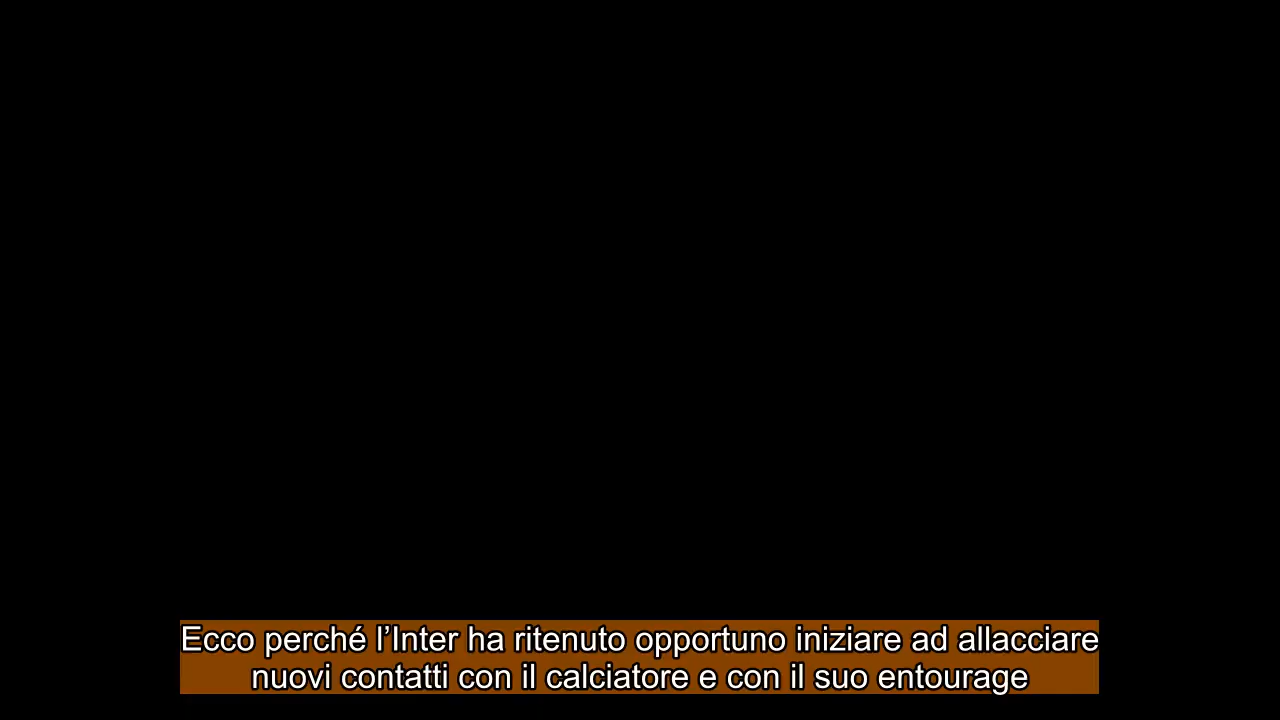 Ecco perché l’Inter ha ritenuto opportuno iniziare ad allacciare
nuovi contatti con il calciatore e con il suo entourage